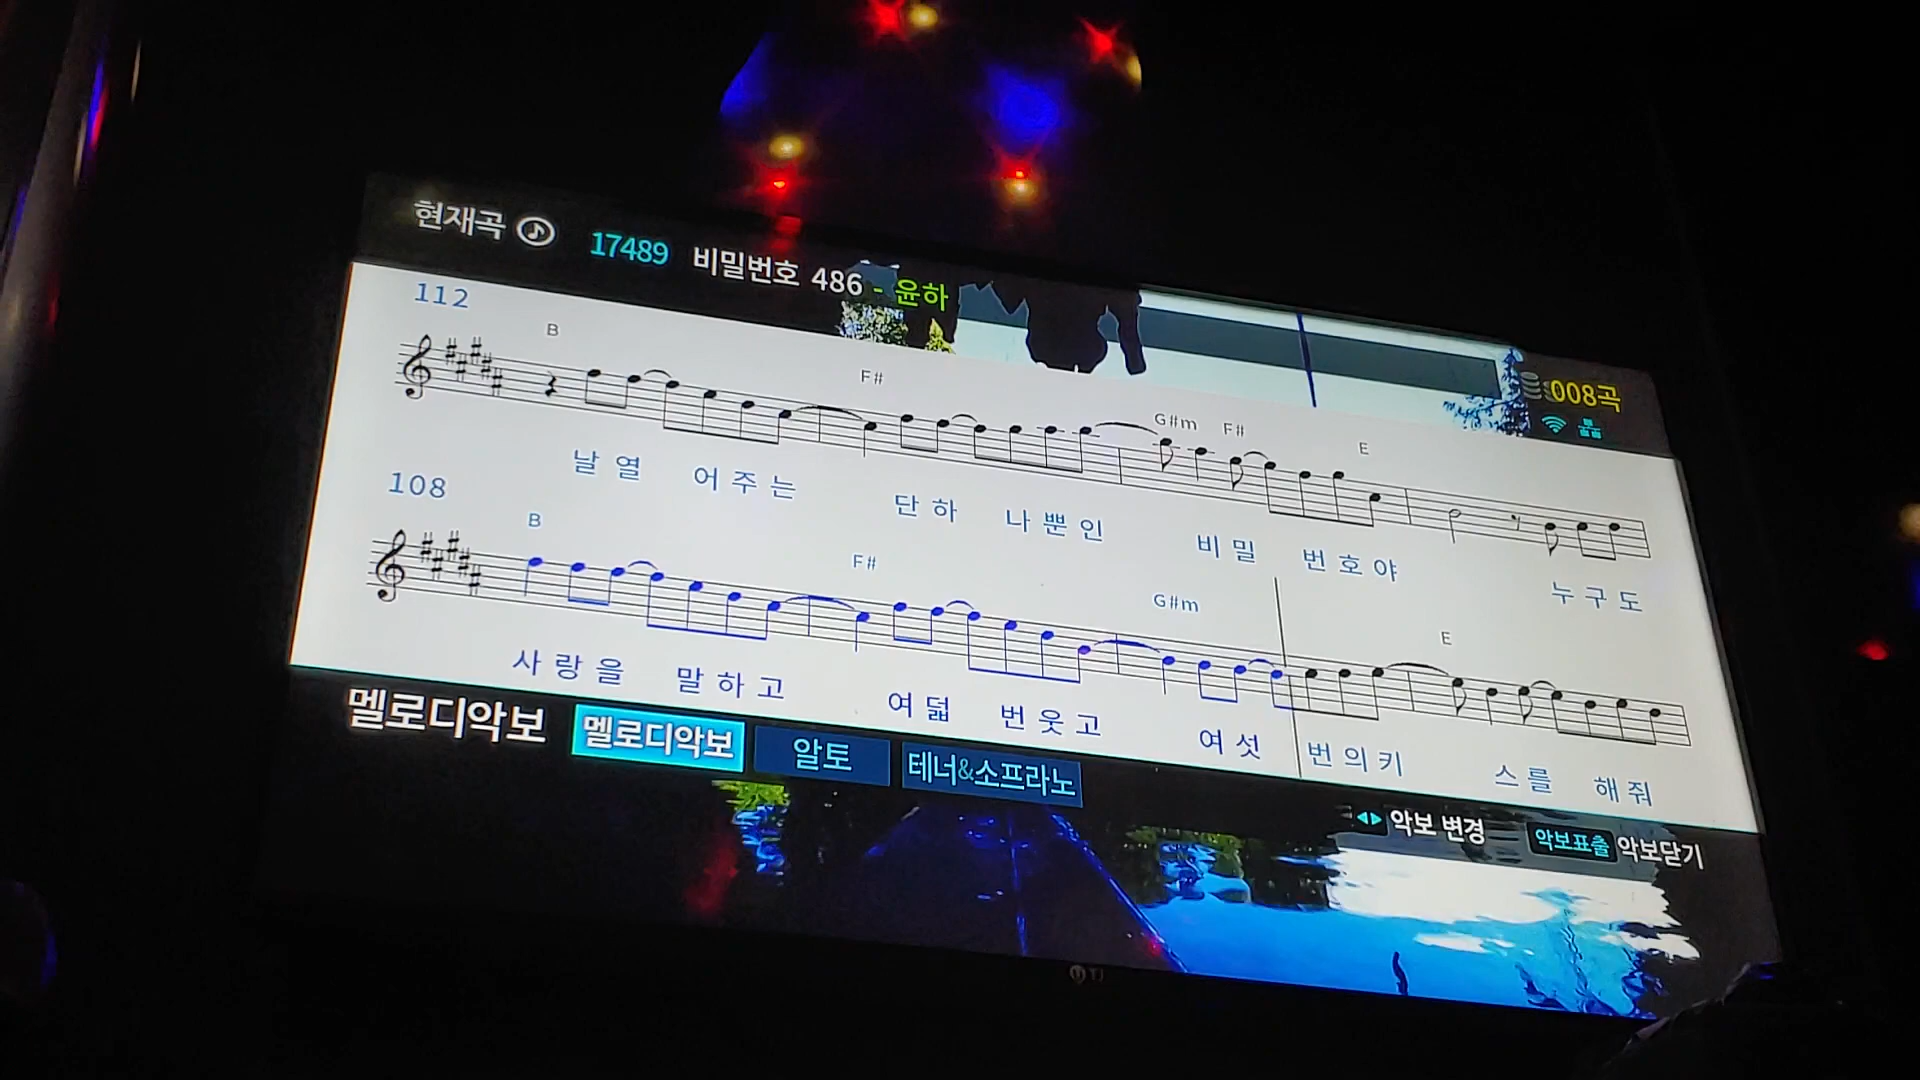 현재곡 17489 비밀번호 486 - 윤하
008곡
112
B F# G#m F# E
날 열 어 주 는 단 하 나 뿐 인 비 밀 번 호 야 누 구 도
108
B F# G#m E
사 랑 을 말 하 고 여 덟 번 웃 고 여 섯 번 의 키 스 를 해 줘
멜로디악보 멜로디악보 알토 테너&소프라노
악보 변경 악보표출 악보닫기
TJ